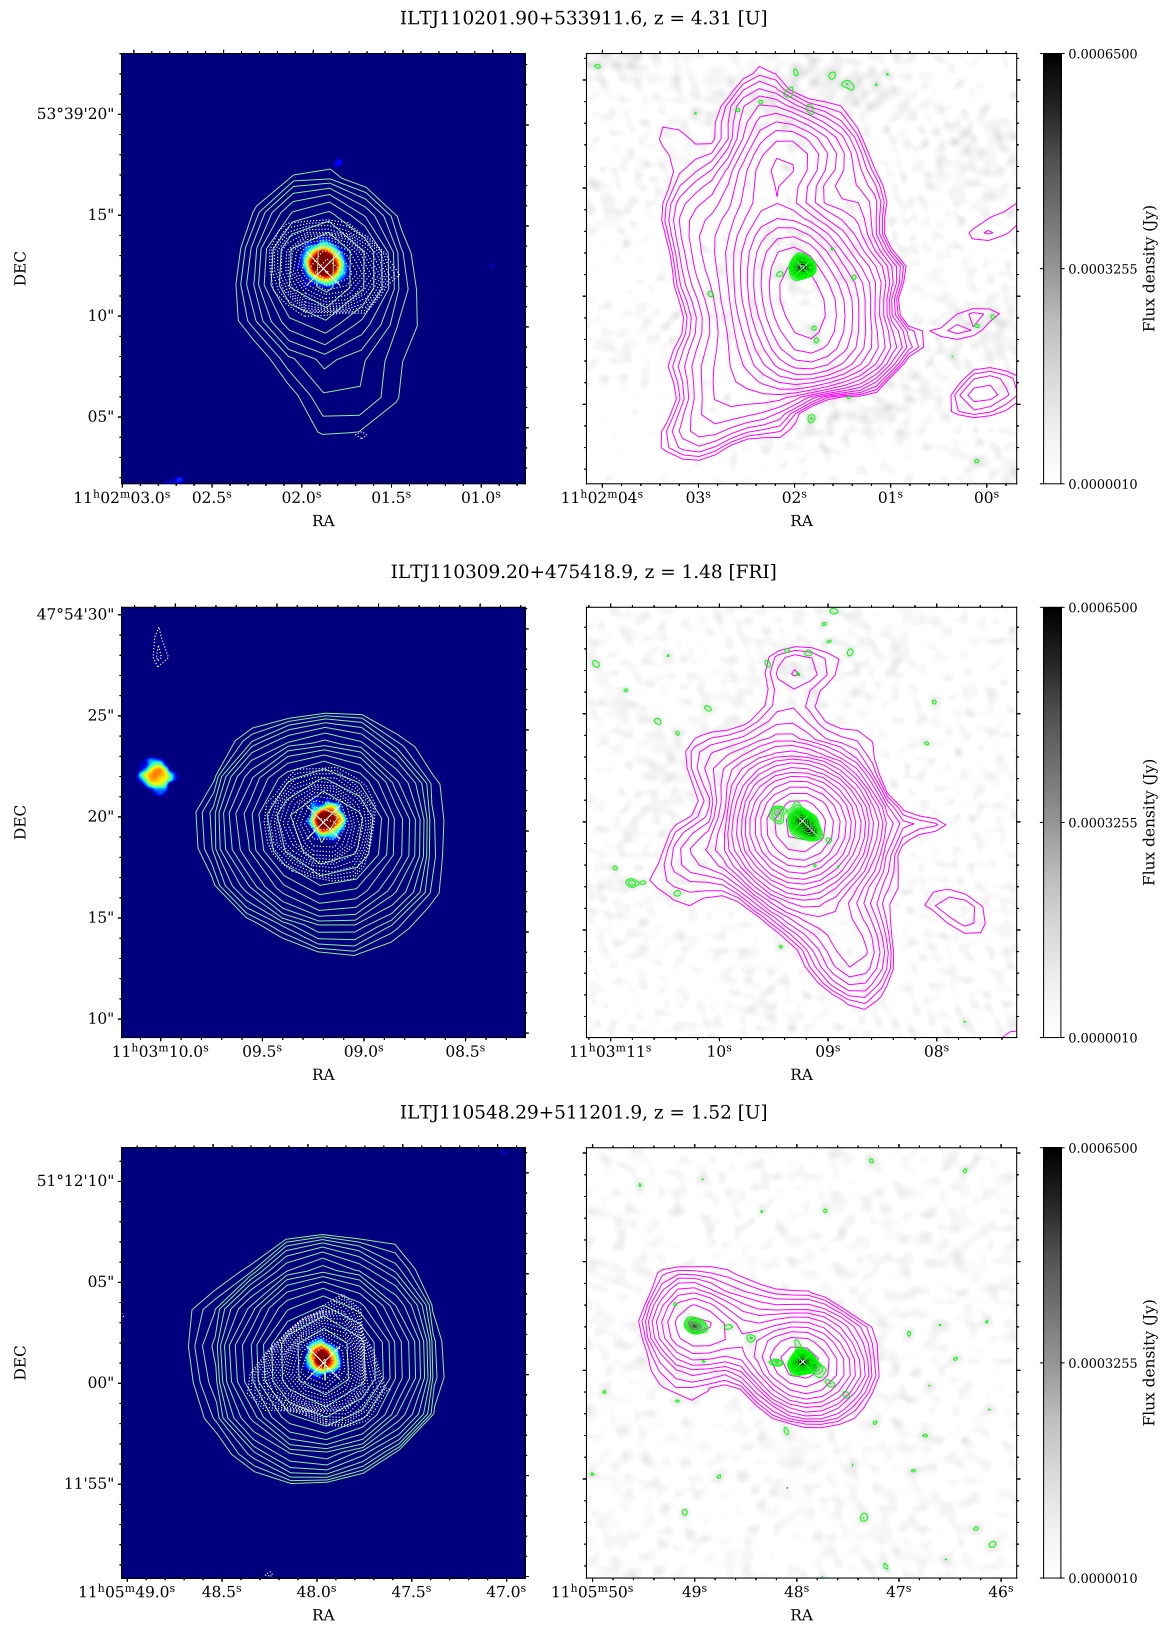 ILTJ110201.90+533911.6, z = 4.31 [U]
53°39'20"
15"
10"
05"
DEC
11ʰ02ᵐ03.0ˢ 02.5ˢ 02.0ˢ 01.5ˢ 01.0ˢ
RA
11ʰ02ᵐ04ˢ 03ˢ 02ˢ 01ˢ 00ˢ
RA
0.0006500
0.0003255
0.0000010
Flux density (Jy)
ILTJ110309.20+475418.9, z = 1.48 [FRI]
47°54'30"
25"
20"
15"
10"
DEC
11ʰ03ᵐ10.0ˢ 09.5ˢ 09.0ˢ 08.5ˢ
RA
11ʰ03ᵐ11ˢ 10ˢ 09ˢ 08ˢ
RA
0.0006500
0.0003255
0.0000010
Flux density (Jy)
ILTJ110548.29+511201.9, z = 1.52 [U]
51°12'10"
05"
00"
11'55"
DEC
11ʰ05ᵐ49.0ˢ 48.5ˢ 48.0ˢ 47.5ˢ 47.0ˢ
RA
11ʰ05ᵐ50ˢ 49ˢ 48ˢ 47ˢ 46ˢ
RA
0.0006500
0.0003255
0.0000010
Flux density (Jy)